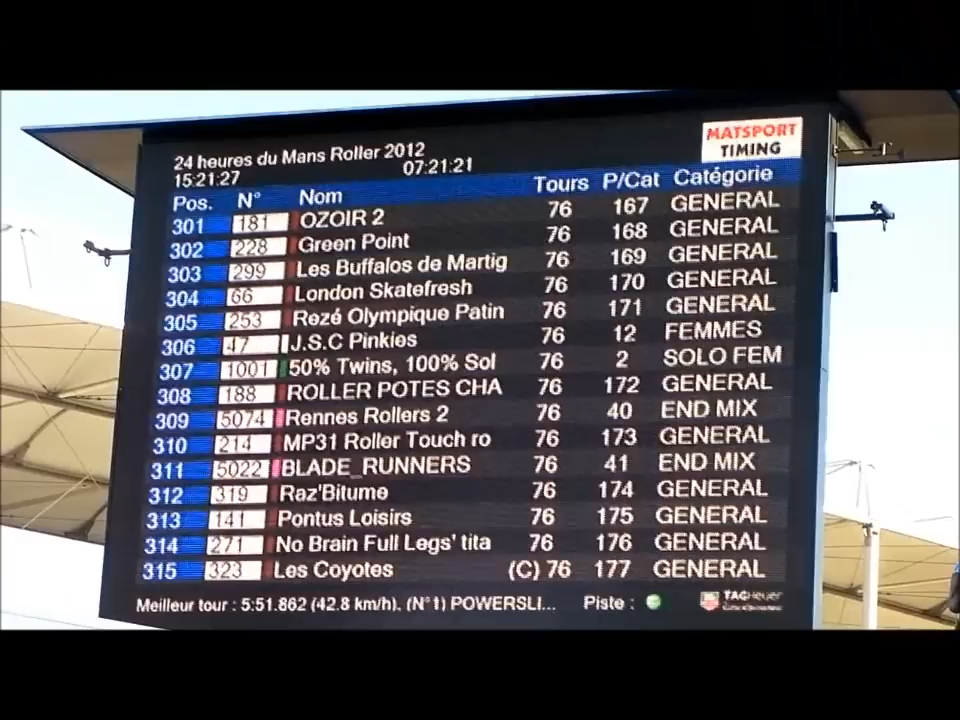 24 heures du Mans Roller 2012
MATSPORT
TIMING
15:21:27 07:21:21
Pos. N° Nom Tours P/Cat Catégorie
301 181 OZOIR 2 76 167 GENERAL
302 228 Green Point 76 168 GENERAL
303 299 Les Buffalos de Martig 76 169 GENERAL
304 66 London Skatefresh 76 170 GENERAL
305 253 Rezé Olympique Patin 76 171 GENERAL
306 47 J.S.C Pinkies 76 12 FEMMES
307 1001 50% Twins, 100% Sol 76 2 SOLO FEM
308 188 ROLLER POTES CHA 76 172 GENERAL
309 5074 Rennes Rollers 2 76 40 END MIX
310 214 MP31 Roller Touch ro 76 173 GENERAL
311 5022 BLADE_RUNNERS 76 41 END MIX
312 319 Raz'Bitume 76 174 GENERAL
313 141 Pontus Loisirs 76 175 GENERAL
314 271 No Brain Full Legs' tita 76 176 GENERAL
315 323 Les Coyotes (C) 76 177 GENERAL
Meilleur tour : 5:51.862 (42.8 km/h). (N°1) POWERSLI... Piste : TAGHeuer